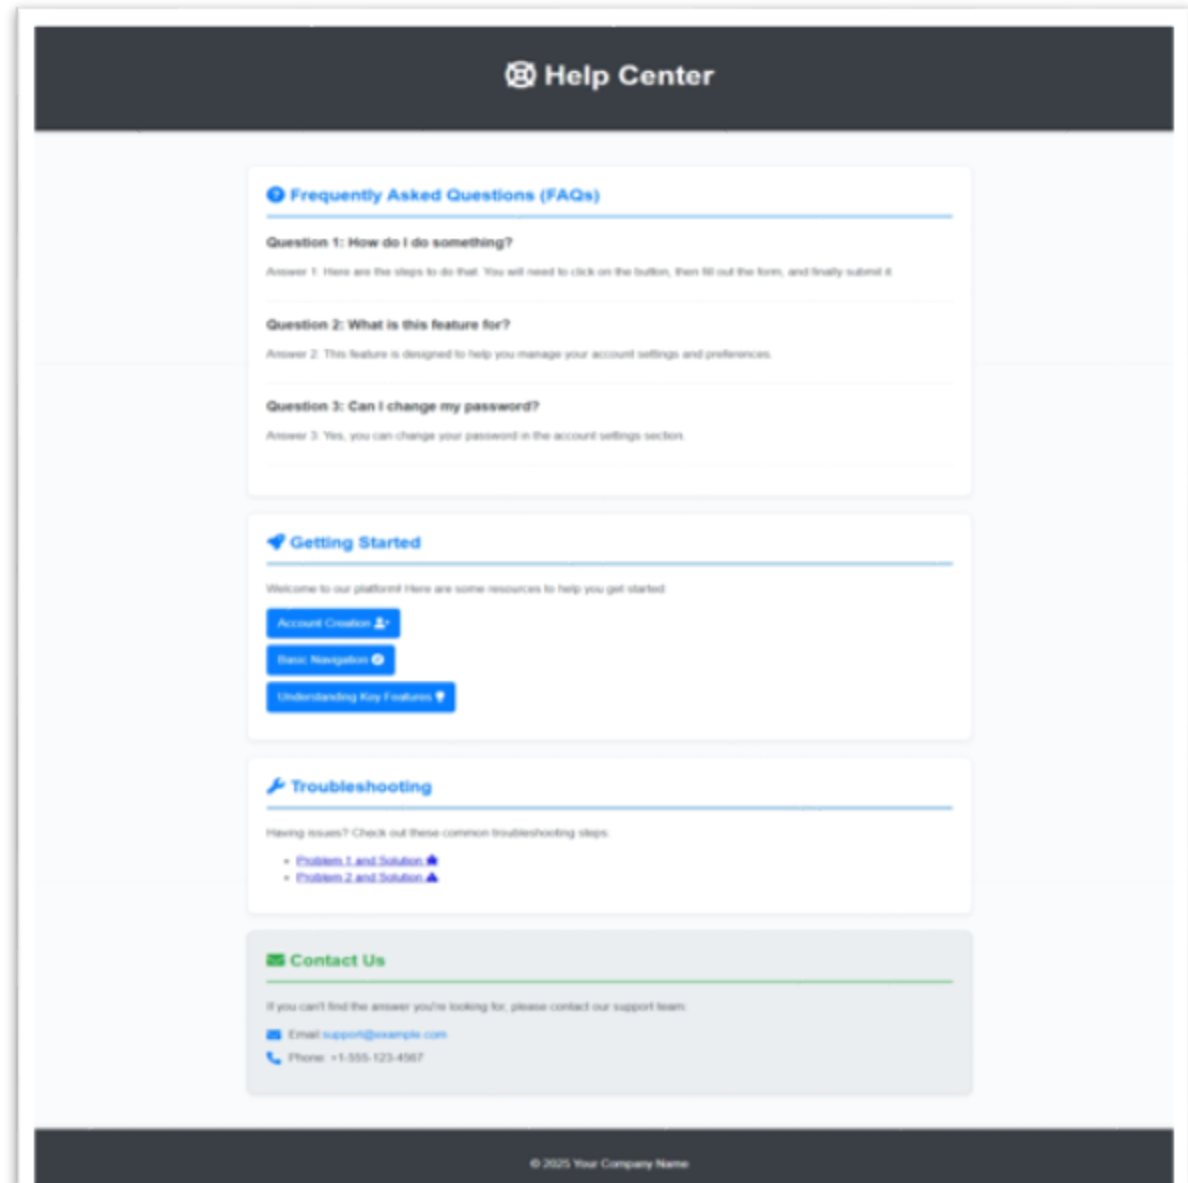 Help Center
Frequently Asked Questions (FAQs)
Question 1: How do I do something?
Answer 1: Here are the steps to do that. You will need to click on the button, then fill out the form, and finally submit it.
Question 2: What is this feature for?
Answer 2: This feature is designed to help you manage your account settings and preferences.
Question 3: Can I change my password?
Answer 3: Yes, you can change your password in the account settings section.
Getting Started
Welcome to our platform! Here are some resources to help you get started:
Account Creation
Basic Navigation
Understanding Key Features
Troubleshooting
Having issues? Check out these common troubleshooting steps:
Problem 1 and Solution
Problem 2 and Solution
Contact Us
If you can't find the answer you're looking for, please contact our support team:
Email: support@example.com
Phone: +1-555-123-4567
© 2025 Your Company Name